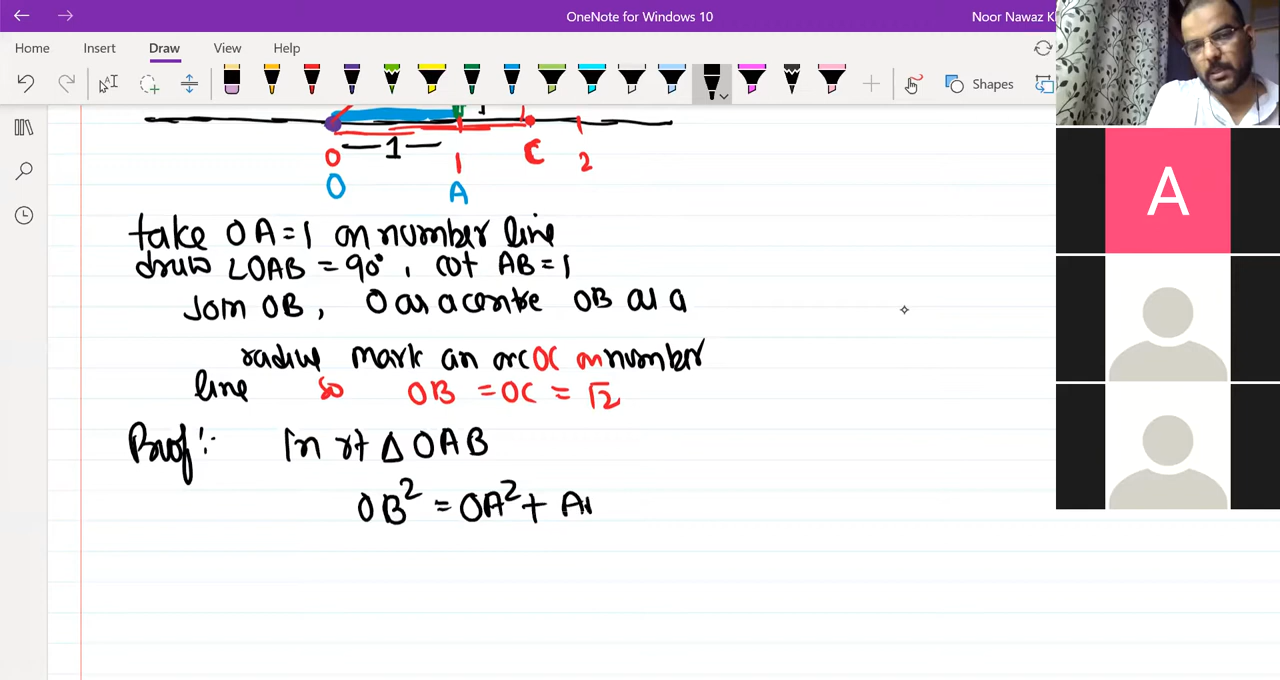 OneNote for Windows 10
Noor Nawaz K
Home Insert Draw View Help
Shapes
1
0 1 C 2
O A
A
take OA=1 on number line
draw ∠OAB = 90°, cut AB=1
Join OB, O as a centre OB as a
radius mark an arc OC on number
line so OB = OC = √2
Proof:- In rt Δ OAB
OB² = OA² + A